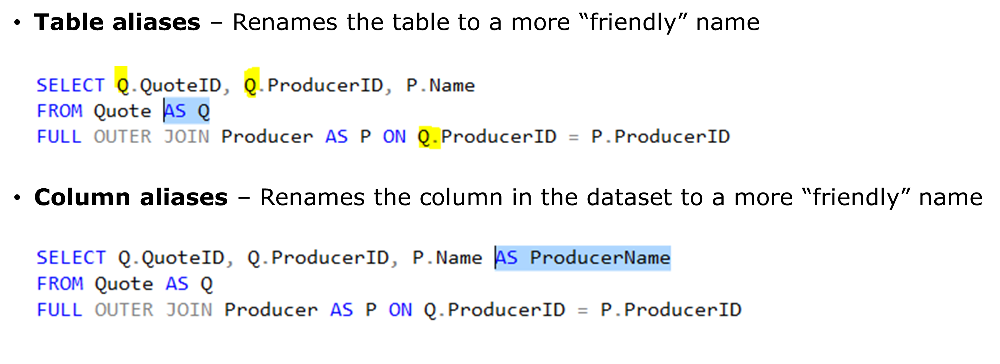 • Table aliases – Renames the table to a more “friendly” name
SELECT Q.QuoteID, Q.ProducerID, P.Name
FROM Quote AS Q
FULL OUTER JOIN Producer AS P ON Q.ProducerID = P.ProducerID
• Column aliases – Renames the column in the dataset to a more “friendly” name
SELECT Q.QuoteID, Q.ProducerID, P.Name AS ProducerName
FROM Quote AS Q
FULL OUTER JOIN Producer AS P ON Q.ProducerID = P.ProducerID